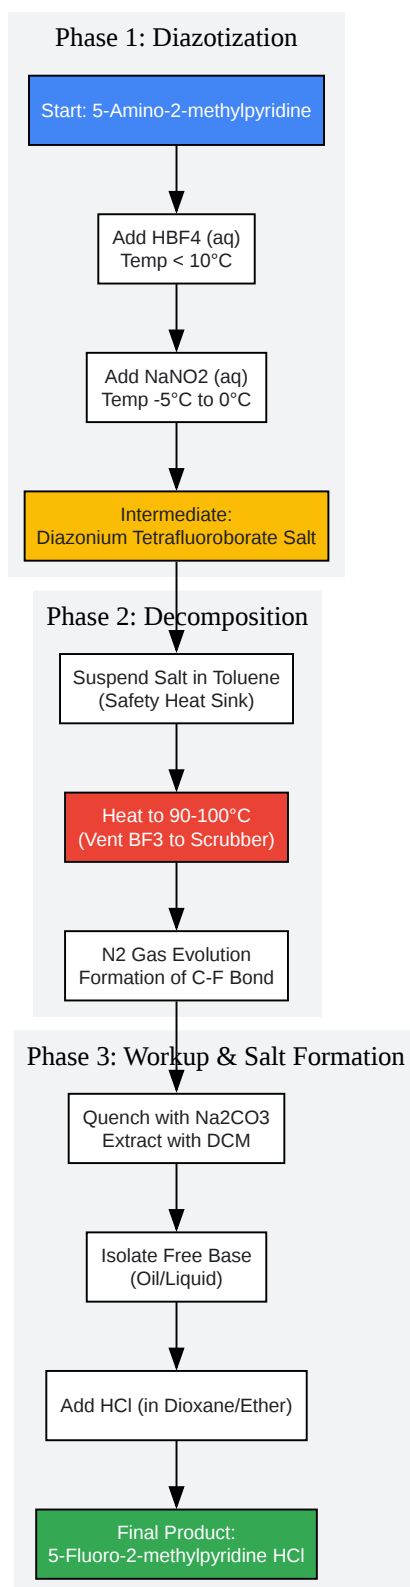 Phase 1: Diazotization
Start: 5-Amino-2-methylpyridine
Add HBF4 (aq)
Temp < 10°C
Add NaNO2 (aq)
Temp -5°C to 0°C
Intermediate:
Diazonium Tetrafluoroborate Salt
Phase 2: Decomposition
Suspend Salt in Toluene
(Safety Heat Sink)
Heat to 90-100°C
(Vent BF3 to Scrubber)
N2 Gas Evolution
Formation of C-F Bond
Phase 3: Workup & Salt Formation
Quench with Na2CO3
Extract with DCM
Isolate Free Base
(Oil/Liquid)
Add HCl (in Dioxane/Ether)
Final Product:
5-Fluoro-2-methylpyridine HCl